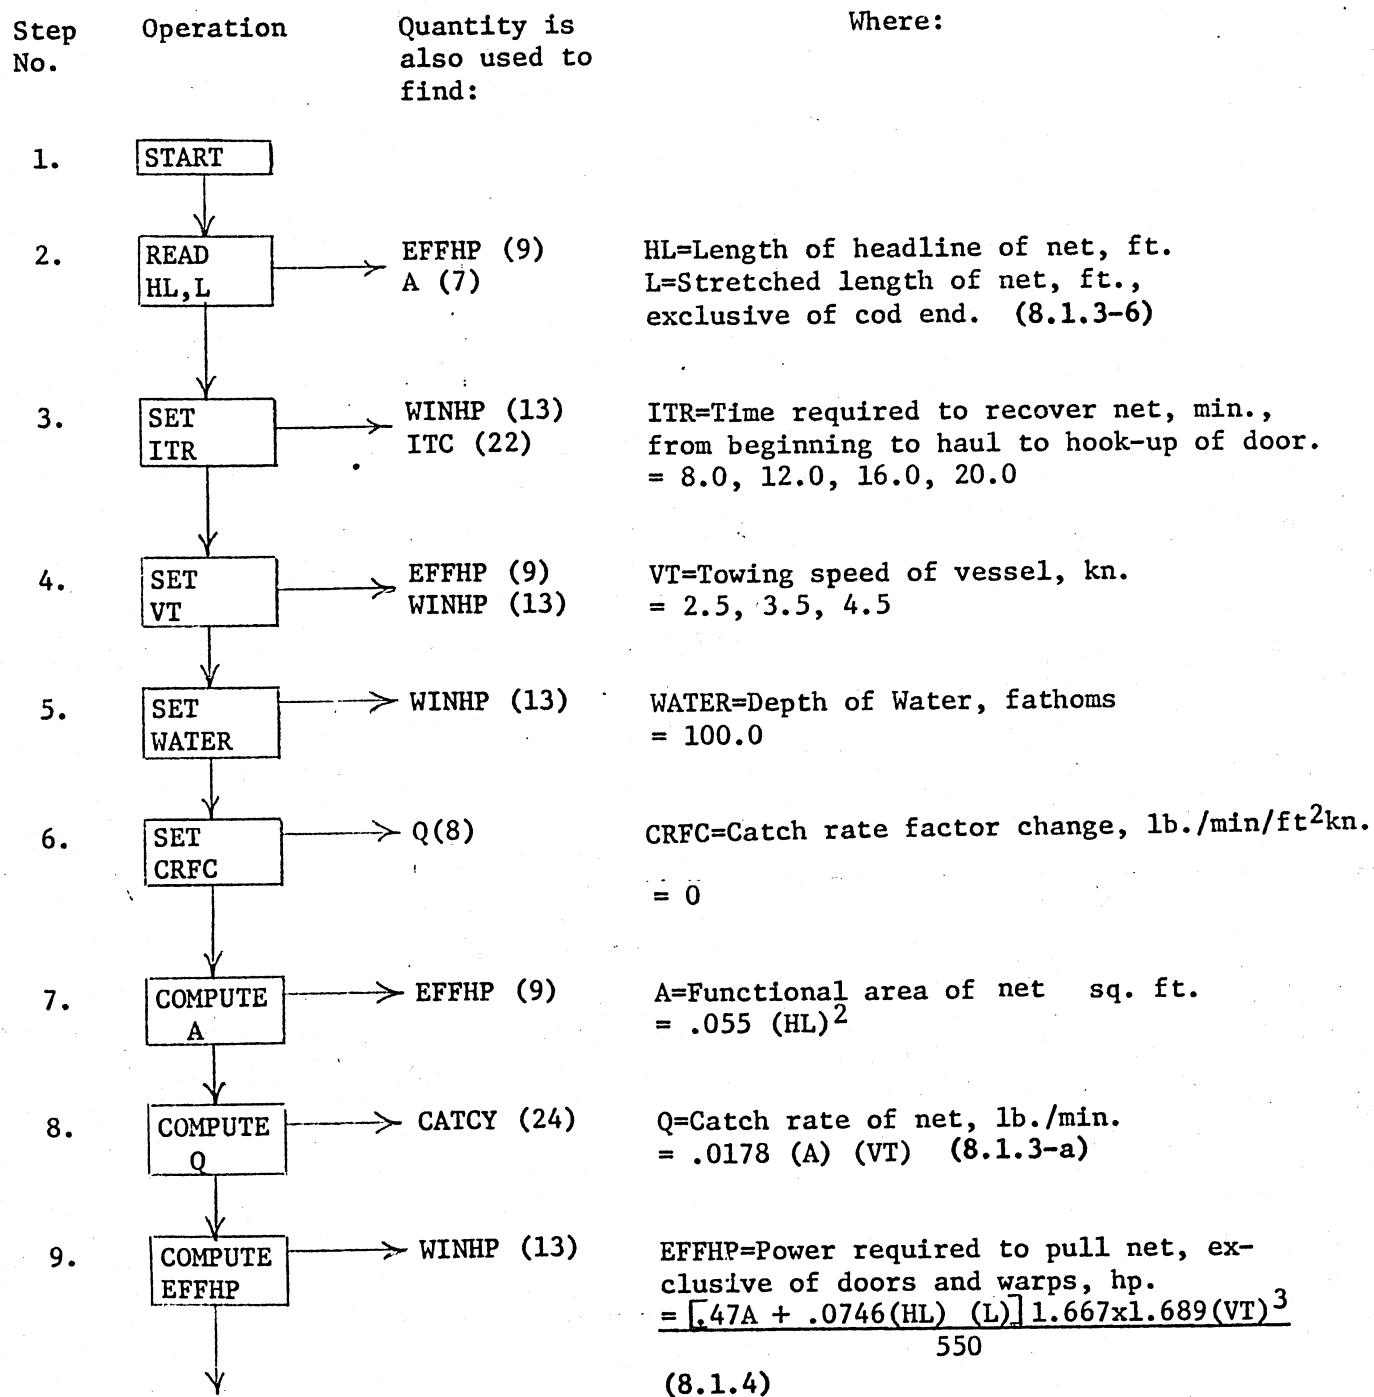 Step No.
Operation
Quantity is also used to find:
Where:
1.
START
2.
READ
HL,L
EFFHP (9)
A (7)
HL=Length of headline of net, ft.
L=Stretched length of net, ft.,
exclusive of cod end. (8.1.3-6)
3.
SET
ITR
WINHP (13)
ITC (22)
ITR=Time required to recover net, min.,
from beginning to haul to hook-up of door.
= 8.0, 12.0, 16.0, 20.0
4.
SET
VT
EFFHP (9)
WINHP (13)
VT=Towing speed of vessel, kn.
= 2.5, 3.5, 4.5
5.
SET
WATER
WINHP (13)
WATER=Depth of Water, fathoms
= 100.0
6.
SET
CRFC
Q(8)
CRFC=Catch rate factor change, lb./min/ft²kn.
= 0
7.
COMPUTE
A
EFFHP (9)
A=Functional area of net sq. ft.
= .055 (HL)²
8.
COMPUTE
Q
CATCY (24)
Q=Catch rate of net, lb./min.
= .0178 (A) (VT) (8.1.3-a)
9.
COMPUTE
EFFHP
WINHP (13)
EFFHP=Power required to pull net, ex-
clusive of doors and warps, hp.
= [.47A + .0746(HL) (L)] 1.667x1.689(VT)³
550
(8.1.4)